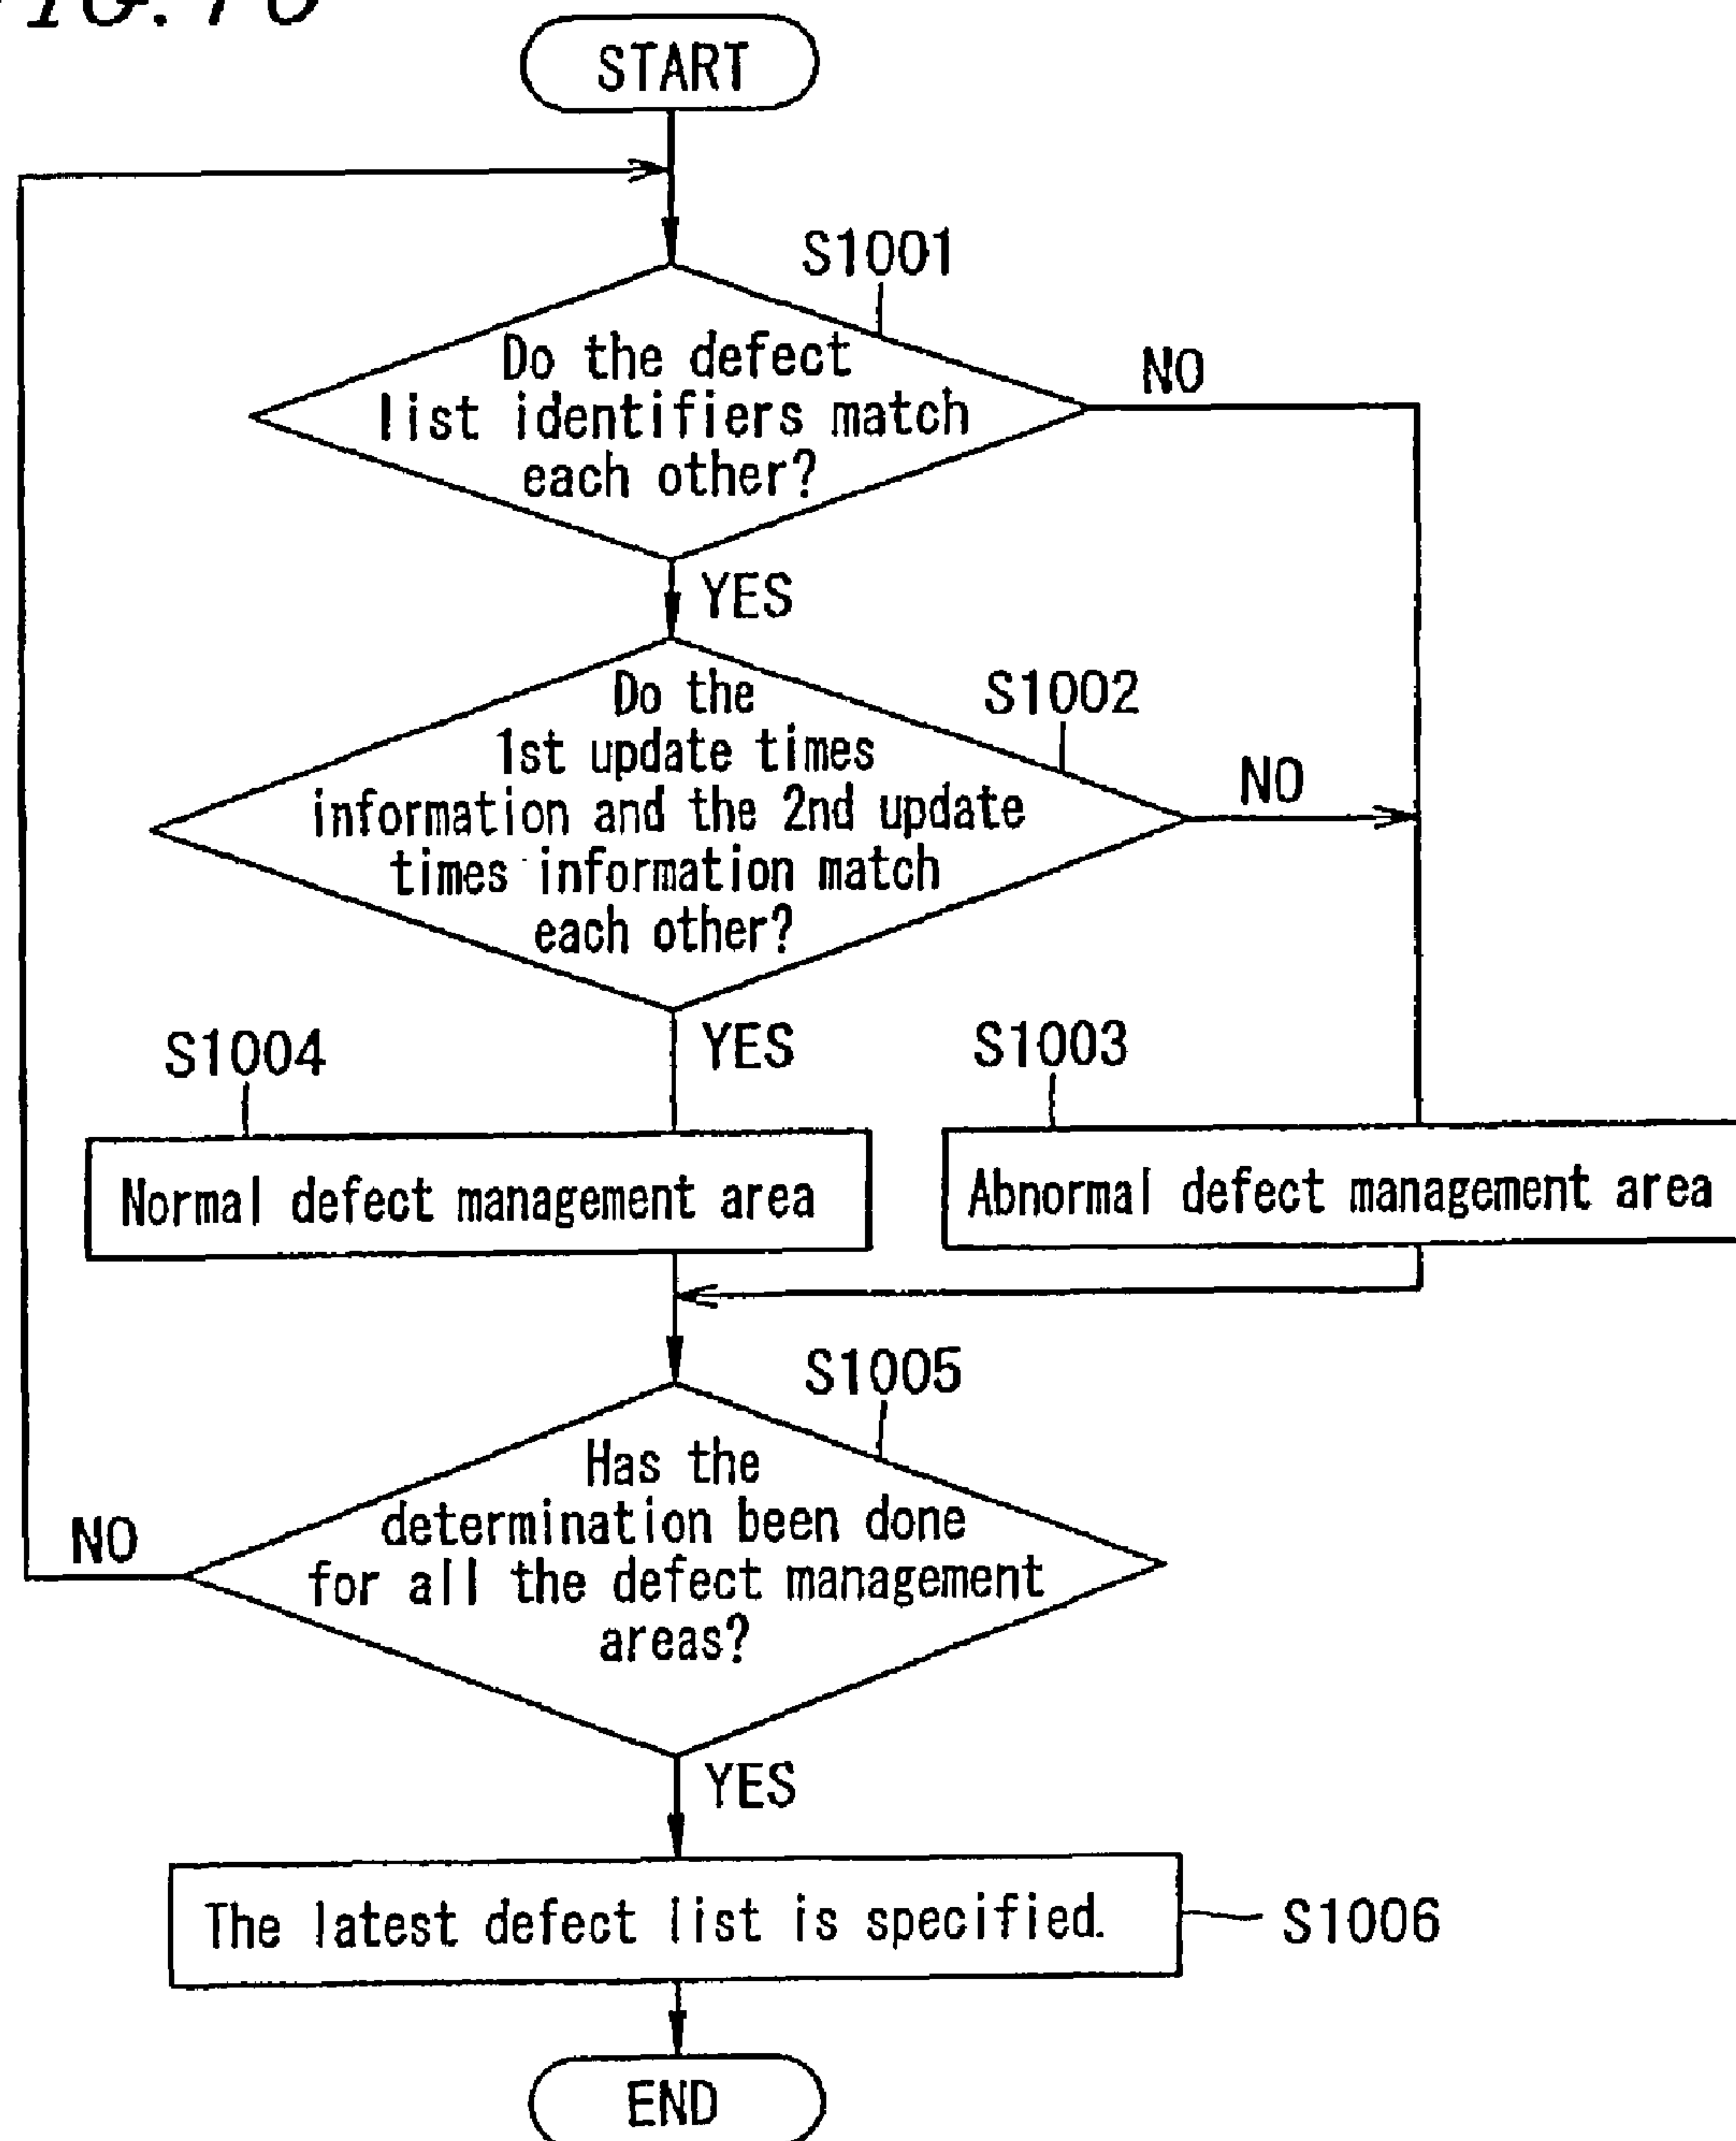 FIG. 10
START
S1001
Do the defect
list identifiers match
each other?
NO
YES
Do the
1st update times
information and the 2nd update
times information match
each other?
S1002
NO
YES
S1004
S1003
Normal defect management area
Abnormal defect management area
S1005
Has the
determination been done
for all the defect management
areas?
NO
YES
The latest defect list is specified.
S1006
END